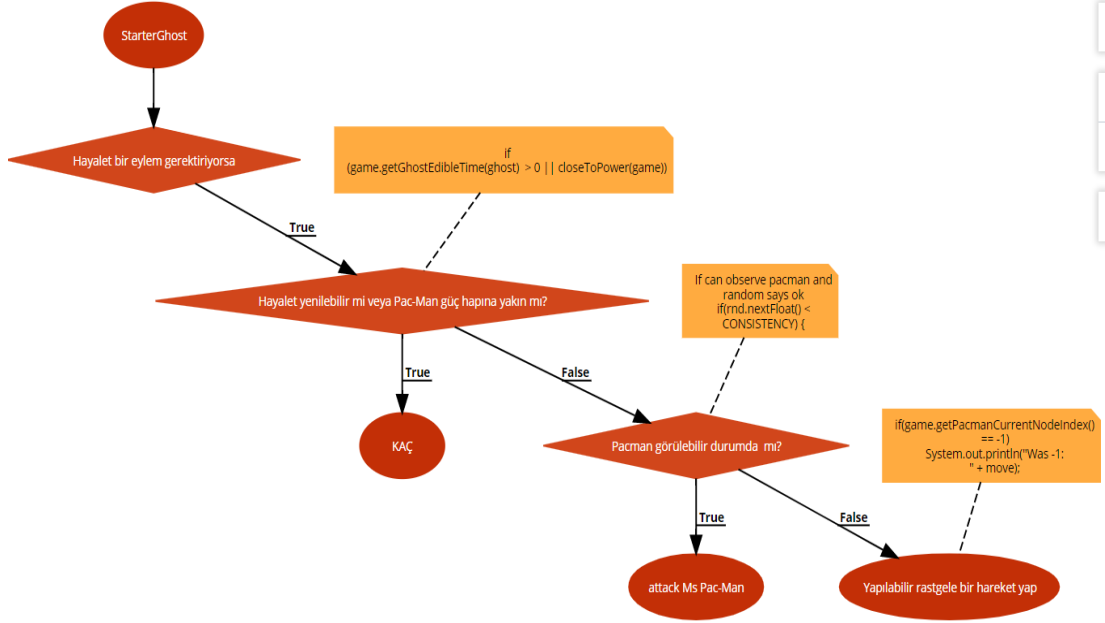 StarterGhost
Hayalet bir eylem gerektiriyorsa
if
(game.getGhostEdibleTime(ghost)  > 0 || closeToPower(game))
True
Hayalet yenilebilir mi veya Pac-Man güç hapına yakın mı?
If can observe pacman and
random says ok
if(rnd.nextFloat() <
CONSISTENCY) {
True
False
KAÇ
Pacman görülebilir durumda  mı?
if(game.getPacmanCurrentNodeIndex()
== -1)
System.out.println("Was -1:
" + move);
True
False
attack Ms Pac-Man
Yapılabilir rastgele bir hareket yap